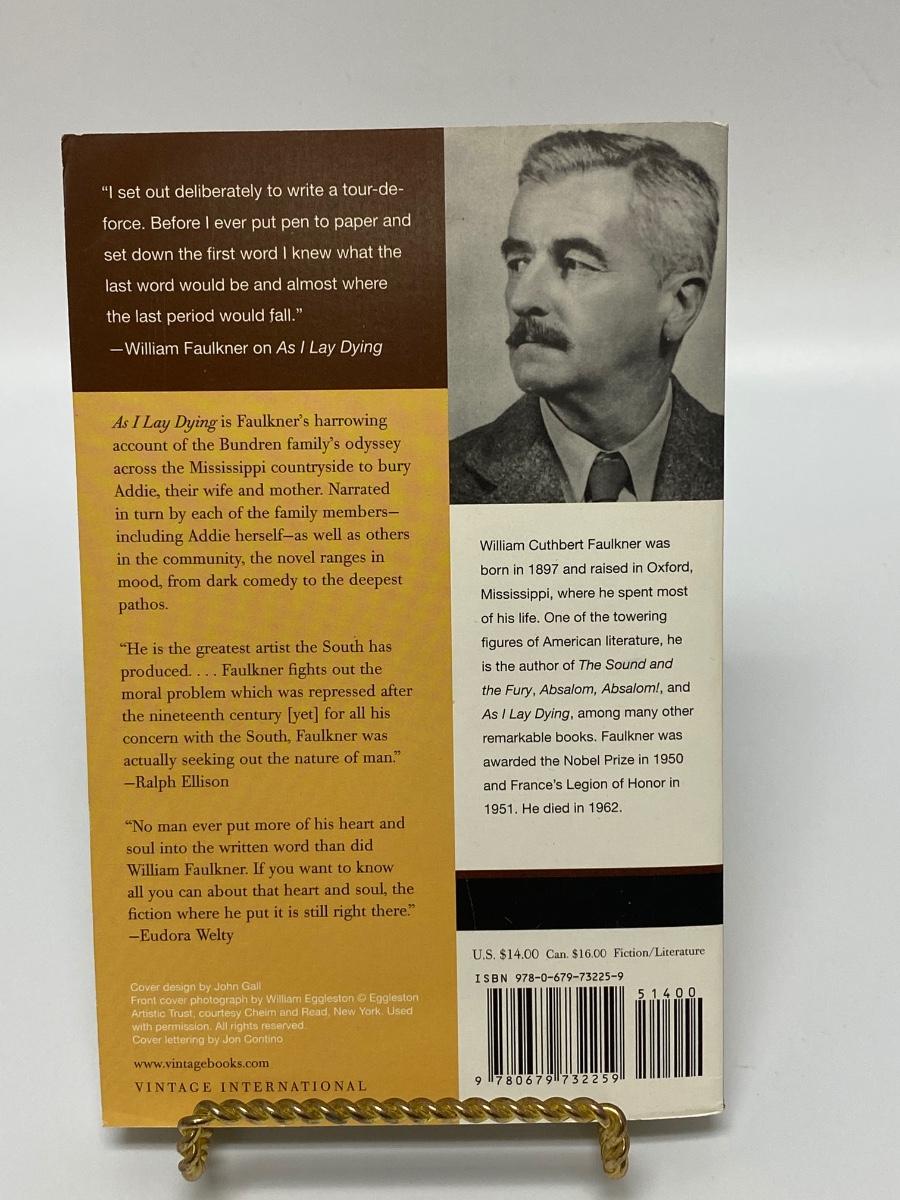 “I set out deliberately to write a tour-de-
force. Before I ever put pen to paper and
set down the first word I knew what the
last word would be and almost where
the last period would fall.”
—William Faulkner on As I Lay Dying
As I Lay Dying is Faulkner’s harrowing
account of the Bundren family’s odyssey
across the Mississippi countryside to bury
Addie, their wife and mother. Narrated
in turn by each of the family members—
including Addie herself—as well as others
in the community, the novel ranges in
mood, from dark comedy to the deepest
pathos.
“He is the greatest artist the South has
produced. . . . Faulkner fights out the
moral problem which was repressed after
the nineteenth century [yet] for all his
concern with the South, Faulkner was
actually seeking out the nature of man.”
—Ralph Ellison
“No man ever put more of his heart and
soul into the written word than did
William Faulkner. If you want to know
all you can about that heart and soul, the
fiction where he put it is still right there.”
—Eudora Welty
Cover design by John Gall
Front cover photograph by William Eggleston © Eggleston
Artistic Trust, courtesy Cheim and Read, New York. Used
with permission. All rights reserved.
Cover lettering by Jon Contino
www.vintagebooks.com
VINTAGE INTERNATIONAL
William Cuthbert Faulkner was
born in 1897 and raised in Oxford,
Mississippi, where he spent most
of his life. One of the towering
figures of American literature, he
is the author of The Sound and
the Fury, Absalom, Absalom!, and
As I Lay Dying, among many other
remarkable books. Faulkner was
awarded the Nobel Prize in 1950
and France’s Legion of Honor in
1951. He died in 1962.
U.S. $14.00 Can. $16.00 Fiction/Literature
ISBN 978-0-679-73225-9
51400
9 780679 732259